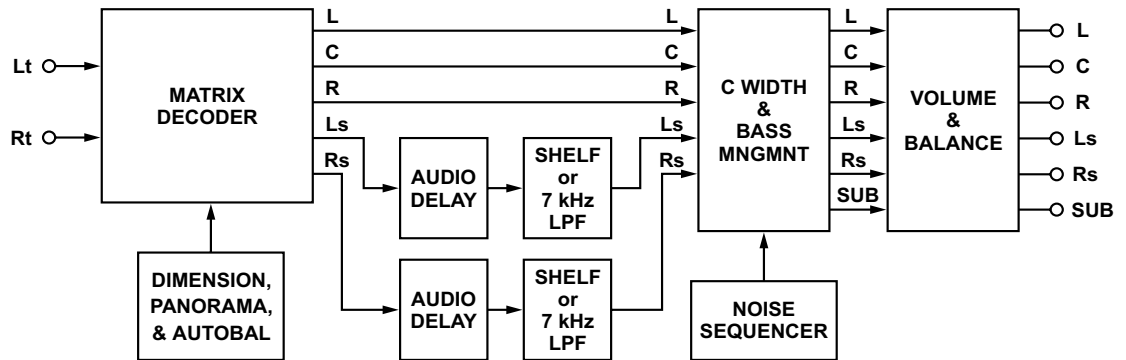 Lt
Rt
MATRIX
DECODER
L
C
R
Ls
Rs
DIMENSION,
PANORAMA,
& AUTOBAL
AUDIO
DELAY
SHELF
or
7 kHz
LPF
AUDIO
DELAY
SHELF
or
7 kHz
LPF
L
C
R
Ls
Rs
C WIDTH
&
BASS
MNGMNT
NOISE
SEQUENCER
L
C
R
Ls
Rs
SUB
VOLUME
&
BALANCE
L
C
R
Ls
Rs
SUB